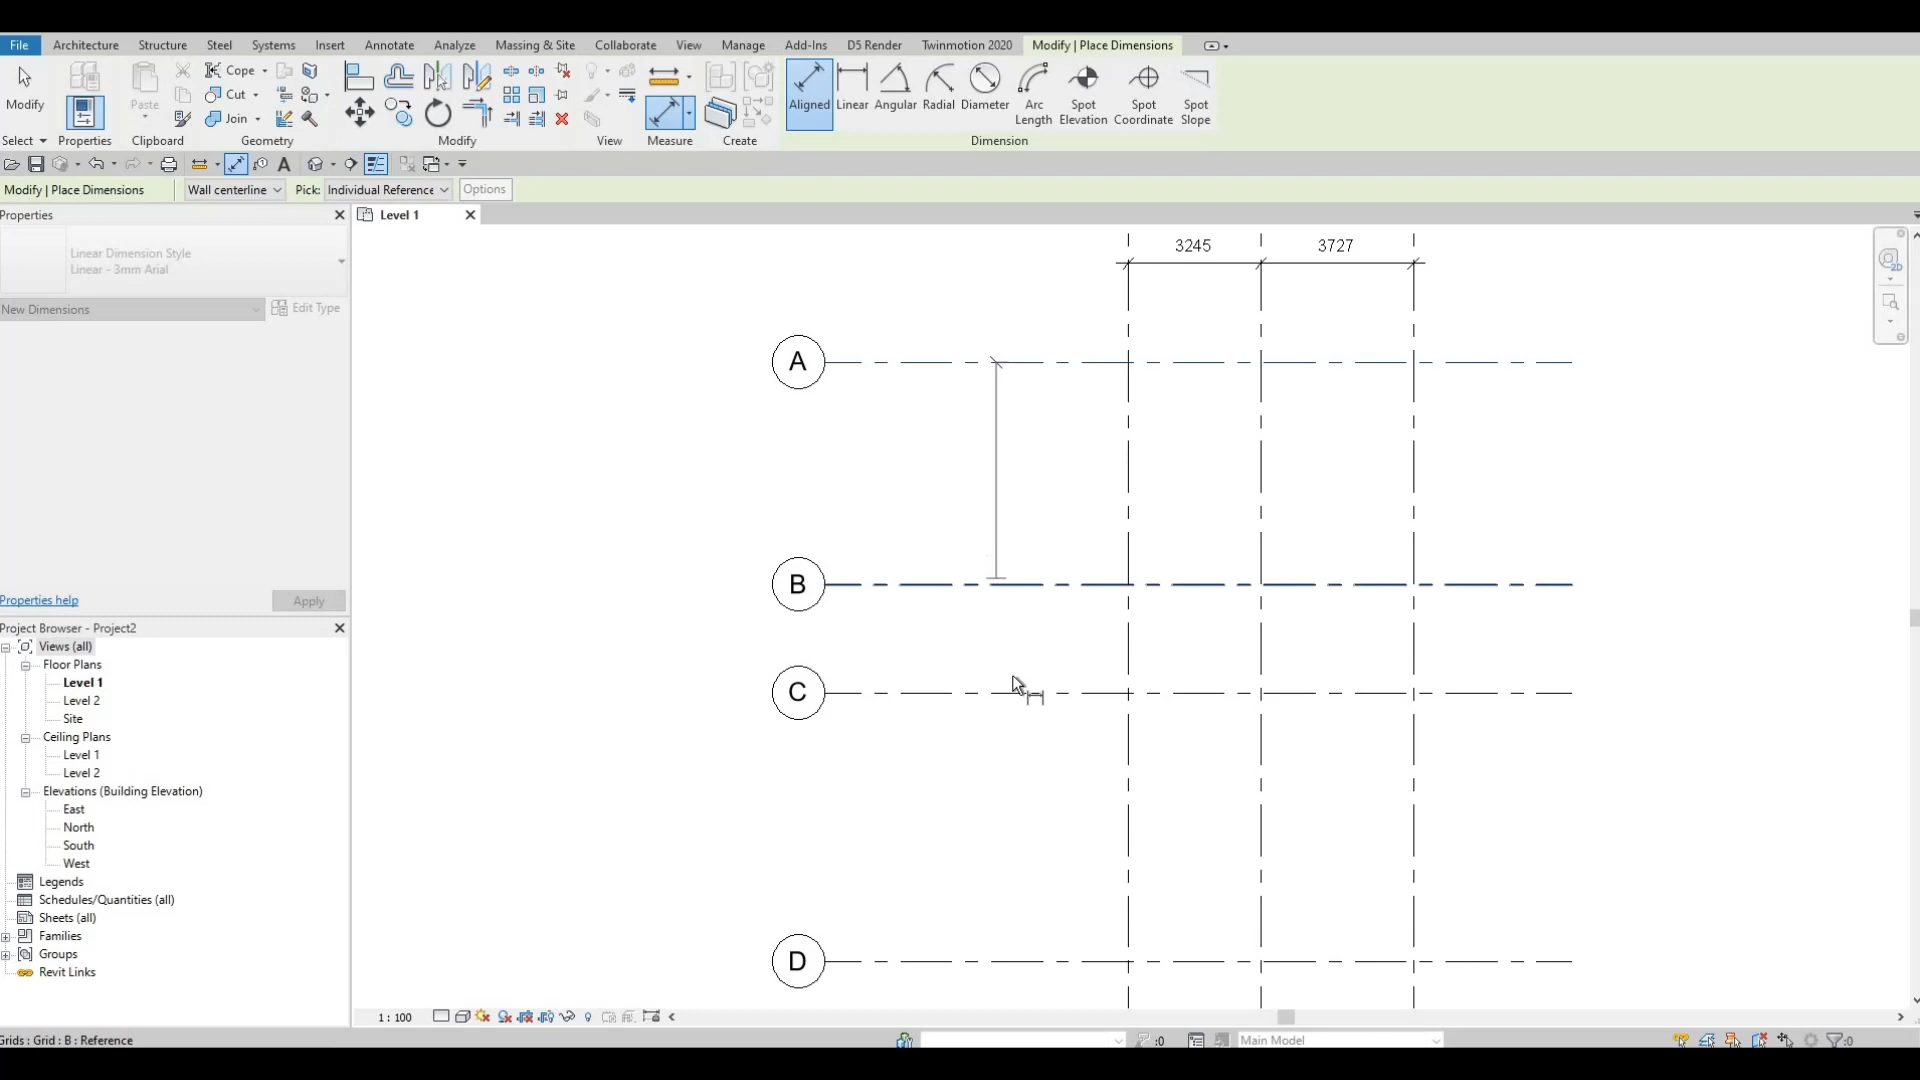 File Architecture Structure Steel Systems Insert Annotate Analyze Massing & Site Collaborate View Manage Add-Ins D5 Render Twinmotion 2020 Modify | Place Dimensions
Modify Paste Cope Cut Join Aligned Linear Angular Radial Diameter Arc Length Spot Elevation Spot Coordinate Spot Slope
Select Properties Clipboard Geometry Modify View Measure Create Dimension
Modify | Place Dimensions Wall centerline Pick: Individual Reference Options
Properties
Level 1
Linear Dimension Style
Linear - 3mm Arial
New Dimensions Edit Type
3245 3727
A
B
C
D
2D
Properties help Apply
Project Browser - Project2
Views (all)
Floor Plans
Level 1
Level 2
Site
Ceiling Plans
Level 1
Level 2
Elevations (Building Elevation)
East
North
South
West
Legends
Schedules/Quantities (all)
Sheets (all)
Families
Groups
Revit Links
1 : 100
Grids : Grid : B : Reference :0 Main Model :0